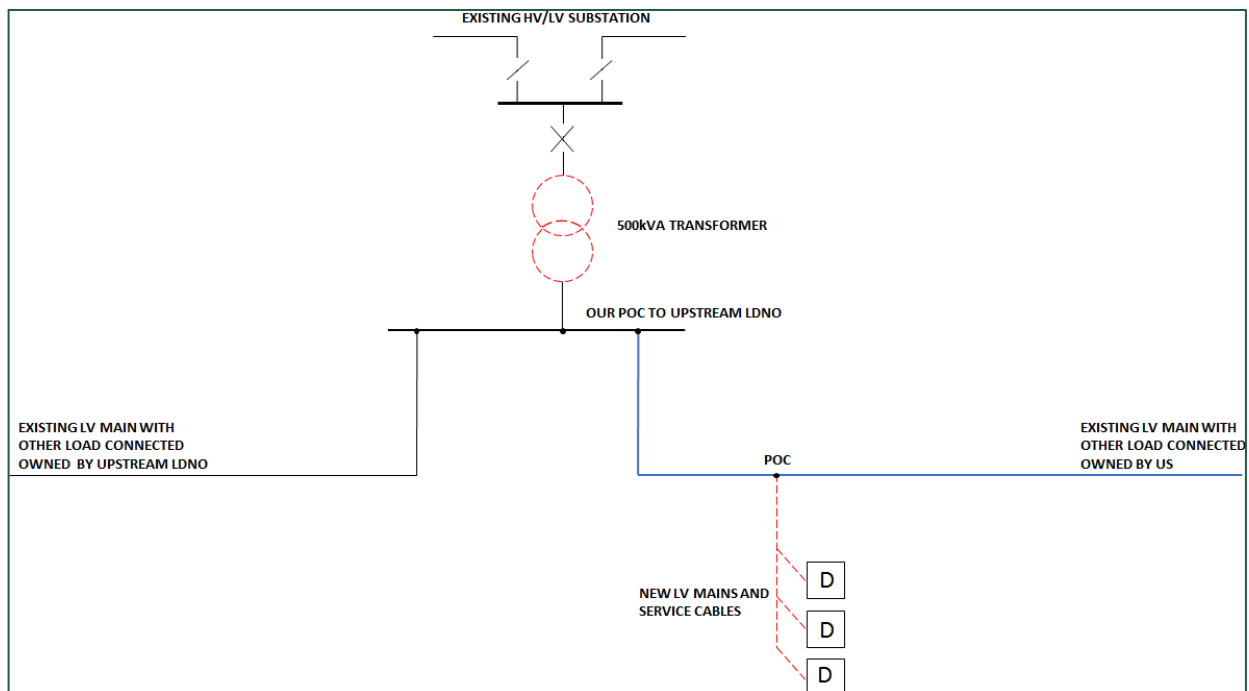 EXISTING HV/LV SUBSTATION
500kVA TRANSFORMER
OUR POC TO UPSTREAM LDNO
EXISTING LV MAIN WITH
OTHER LOAD CONNECTED
OWNED BY UPSTREAM LDNO
EXISTING LV MAIN WITH
OTHER LOAD CONNECTED
OWNED BY US
POC
NEW LV MAINS AND
SERVICE CABLES
D
D
D